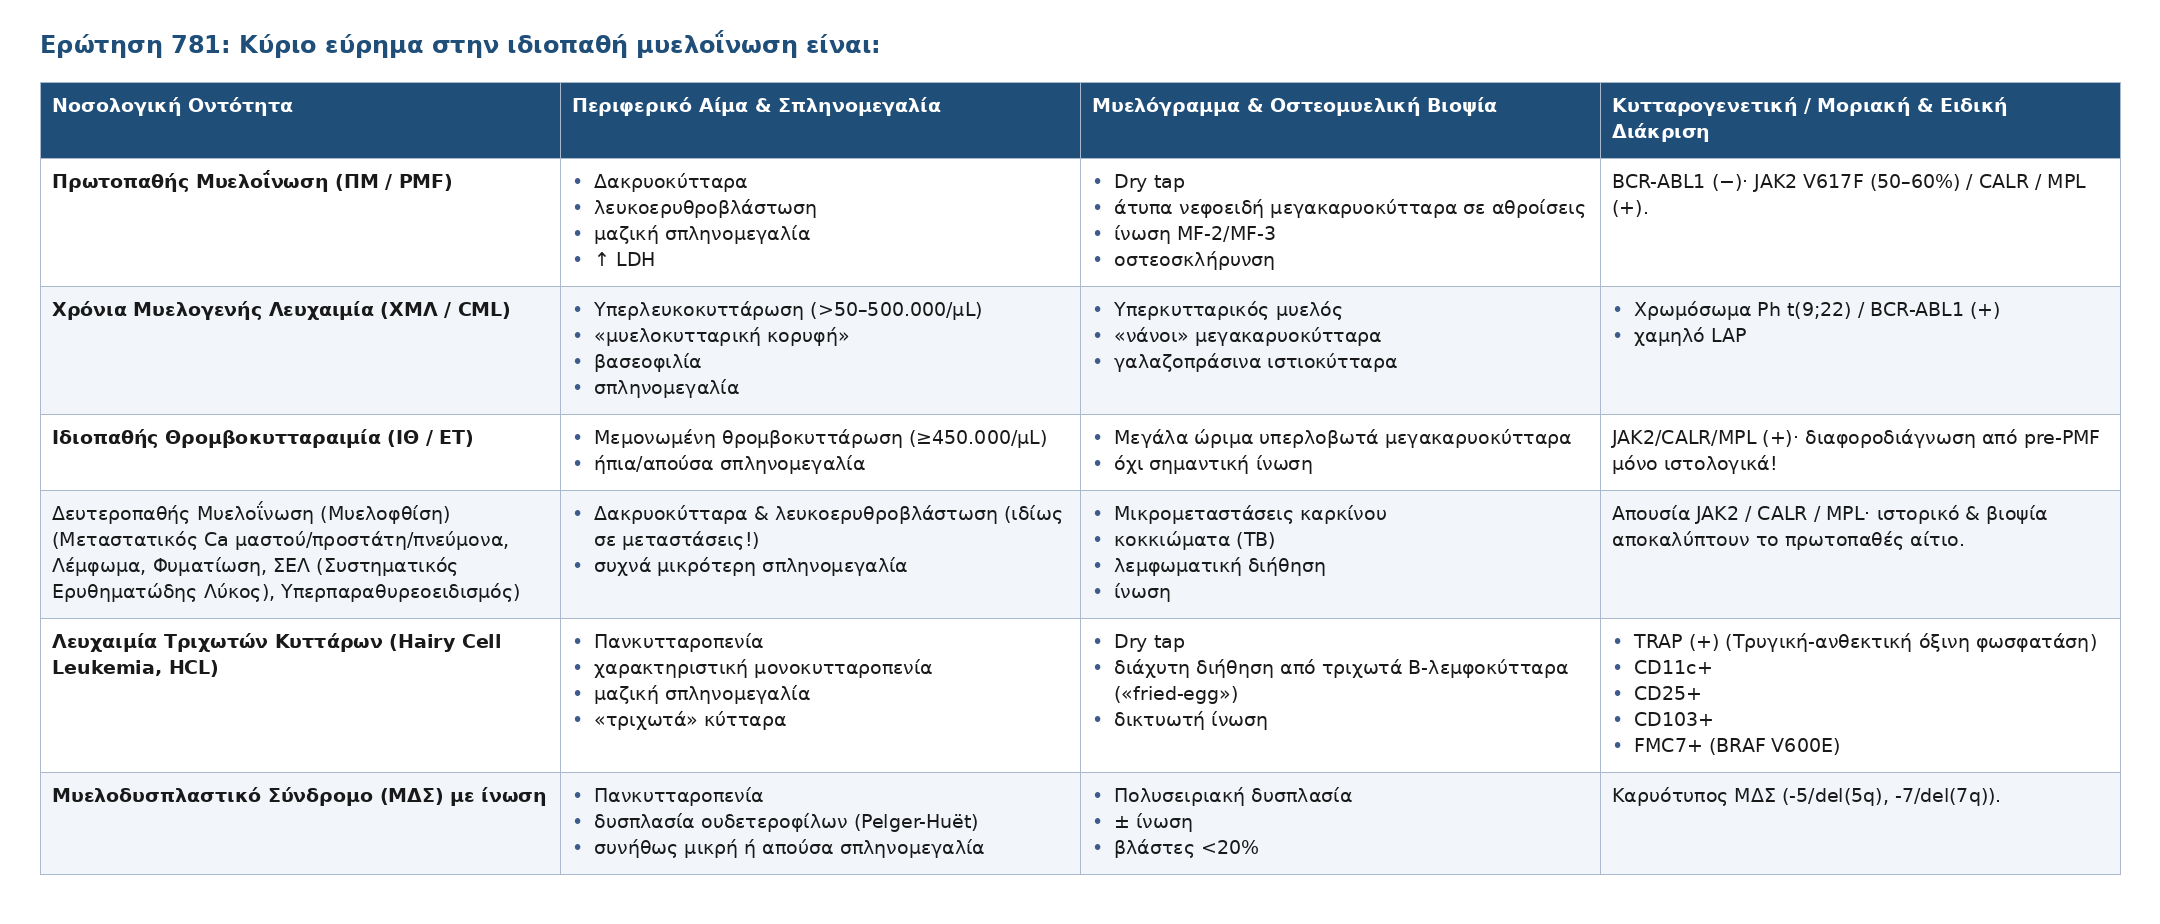 Ερώτηση 781: Κύριο εύρημα στην ιδιοπαθή μυελοΐνωση είναι:
Νοσολογική Οντότητα
Περιφερικό Αίμα & Σπληνομεγαλία
Μυελόγραμμα & Οστεομυελική Βιοψία
Κυτταρογενετική / Μοριακή & Ειδική
Διάκριση
Πρωτοπαθής Μυελοΐνωση (ΠΜ / PMF)
• Δακρυοκύτταρα
• λευκοερυθροβλάστωση
• μαζική σπληνομεγαλία
• ↑ LDH
• Dry tap
• άτυπα νεφοειδή μεγακαρυοκύτταρα σε αθροίσεις
• ίνωση MF-2/MF-3
• οστεοσκλήρυνση
BCR-ABL1 (−)· JAK2 V617F (50–60%) / CALR / MPL
(+).
Χρόνια Μυελογενής Λευχαιμία (ΧΜΛ / CML)
• Υπερλευκοκυττάρωση (>50–500.000/μL)
• «μυελοκυτταρική κορυφή»
• βασεοφιλία
• σπληνομεγαλία
• Υπερκυτταρικός μυελός
• «νάνοι» μεγακαρυοκύτταρα
• γαλαζοπράσινα ιστιοκύτταρα
• Χρωμόσωμα Ph t(9;22) / BCR-ABL1 (+)
• χαμηλό LAP
Ιδιοπαθής Θρομβοκυτταραιμία (ΙΘ / ET)
• Μεμονωμένη θρομβοκυττάρωση (≥450.000/μL)
• ήπια/απούσα σπληνομεγαλία
• Μεγάλα ώριμα υπερλοβωτά μεγακαρυοκύτταρα
• όχι σημαντική ίνωση
JAK2/CALR/MPL (+)· διαφοροδιάγνωση από pre-PMF
μόνο ιστολογικά!
Δευτεροπαθής Μυελοΐνωση (Μυελοφθίση)
(Μεταστατικός Ca μαστού/προστάτη/πνεύμονα,
Λέμφωμα, Φυματίωση, ΣΕΛ (Συστηματικός
Ερυθηματώδης Λύκος), Υπερπαραθυρεοειδισμός)
• Δακρυοκύτταρα & λευκοερυθροβλάστωση (ιδίως
σε μεταστάσεις!)
• συχνά μικρότερη σπληνομεγαλία
• Μικρομεταστάσεις καρκίνου
• κοκκιώματα (TB)
• λεμφωματική διήθηση
• ίνωση
Απουσία JAK2 / CALR / MPL· ιστορικό & βιοψία
αποκαλύπτουν το πρωτοπαθές αίτιο.
Λευχαιμία Τριχωτών Κυττάρων (Hairy Cell
Leukemia, HCL)
• Πανκυτταροπενία
• χαρακτηριστική μονοκυτταροπενία
• μαζική σπληνομεγαλία
• «τριχωτά» κύτταρα
• Dry tap
• διάχυτη διήθηση από τριχωτά Β-λεμφοκύτταρα
(«fried-egg»)
• δικτυωτή ίνωση
• TRAP (+) (Τρυγική-ανθεκτική όξινη φωσφατάση)
• CD11c+
• CD25+
• CD103+
• FMC7+ (BRAF V600E)
Μυελοδυσπλαστικό Σύνδρομο (ΜΔΣ) με ίνωση
• Πανκυτταροπενία
• δυσπλασία ουδετεροφίλων (Pelger-Huët)
• συνήθως μικρή ή απούσα σπληνομεγαλία
• Πολυσειριακή δυσπλασία
• ± ίνωση
• βλάστες <20%
Καρυότυπος ΜΔΣ (-5/del(5q), -7/del(7q)).